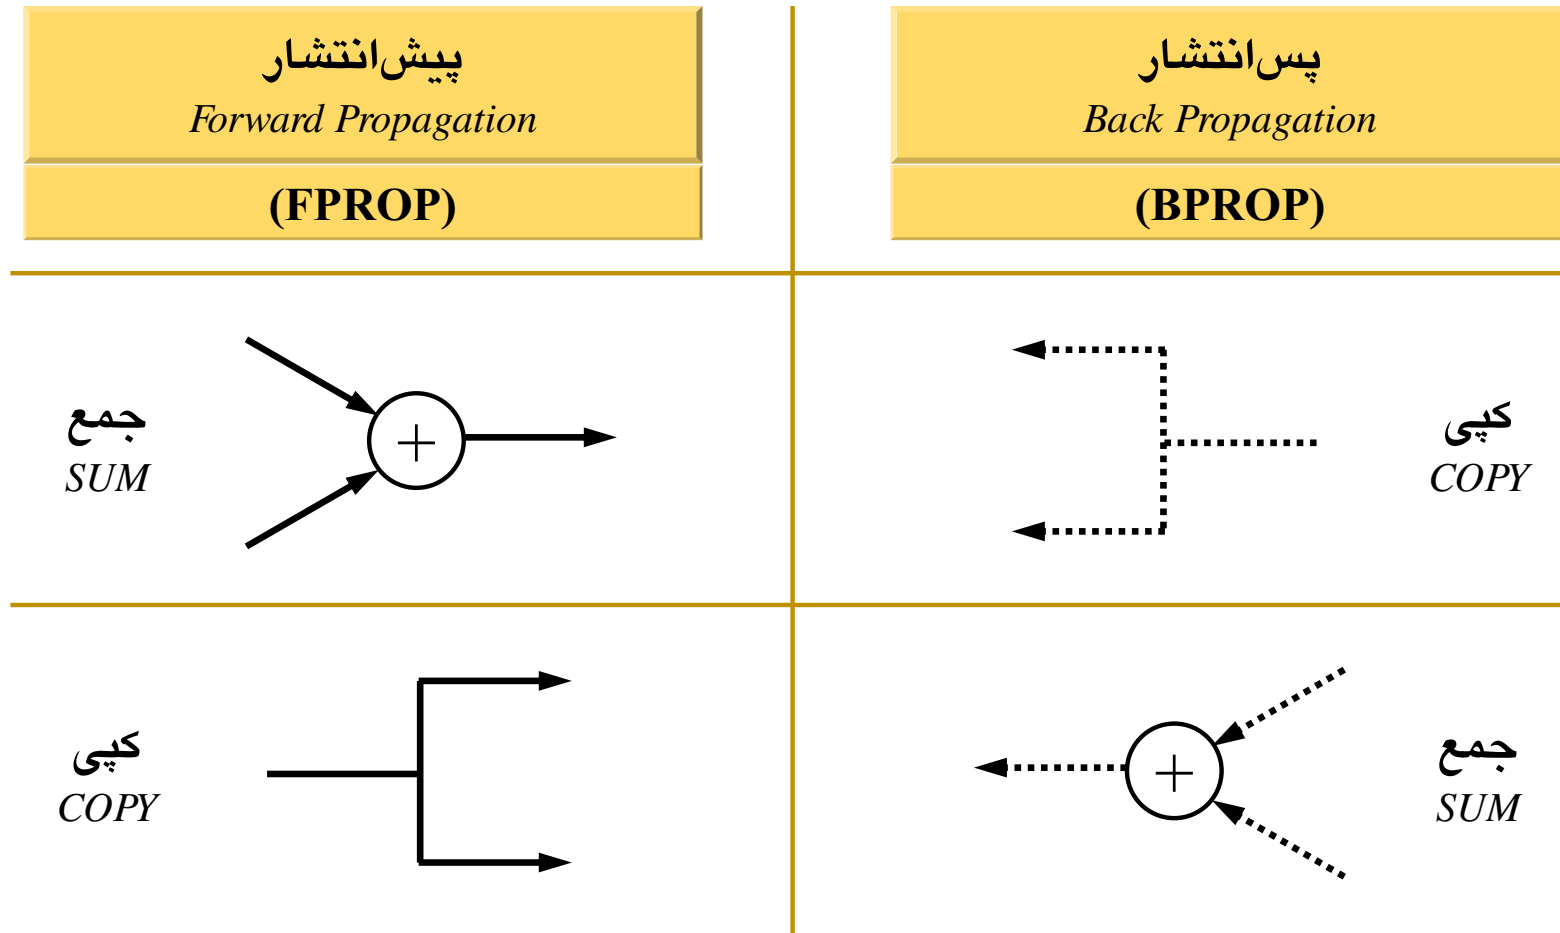 پیش‌انتشار
Forward Propagation
(FPROP)
پس‌انتشار
Back Propagation
(BPROP)
جمع
SUM
+
کپی
COPY
کپی
COPY
+
جمع
SUM